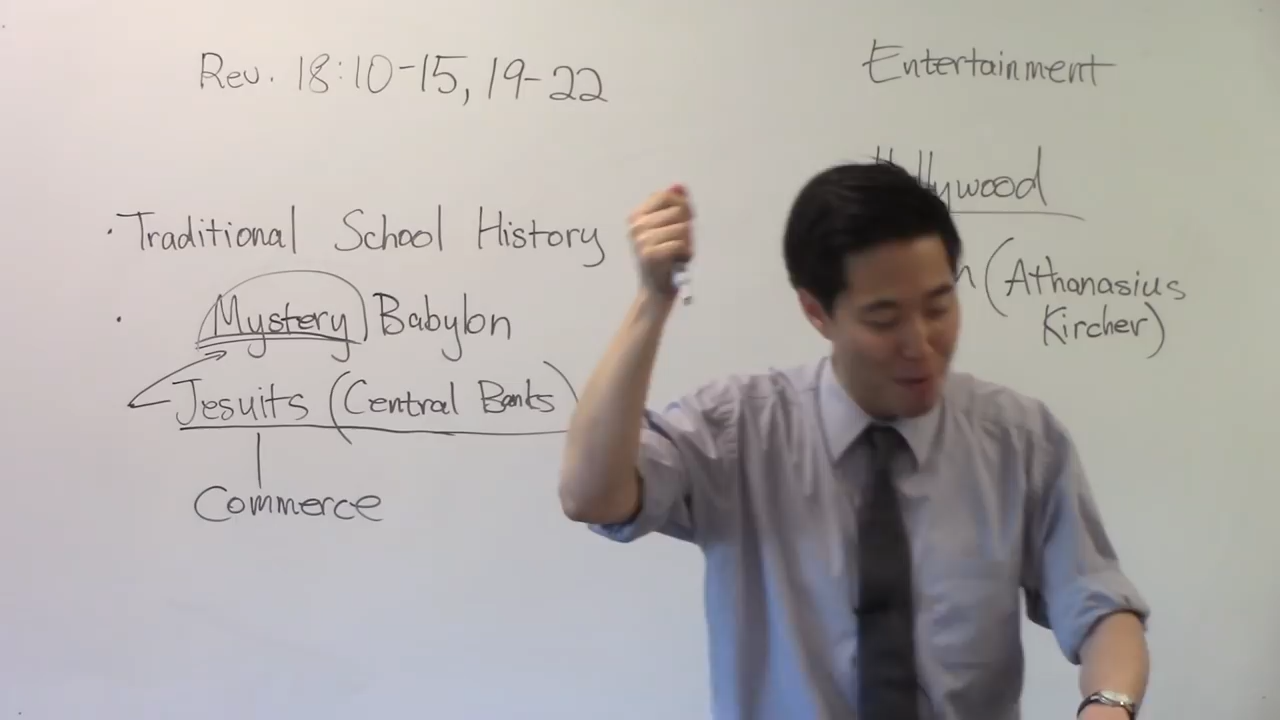 Rev. 18:10-15, 19-22
· Traditional School History
· Mystery Babylon
Jesuits (Central Banks)
Commerce
Entertainment
Hollywood
(Athanasius
Kircher)